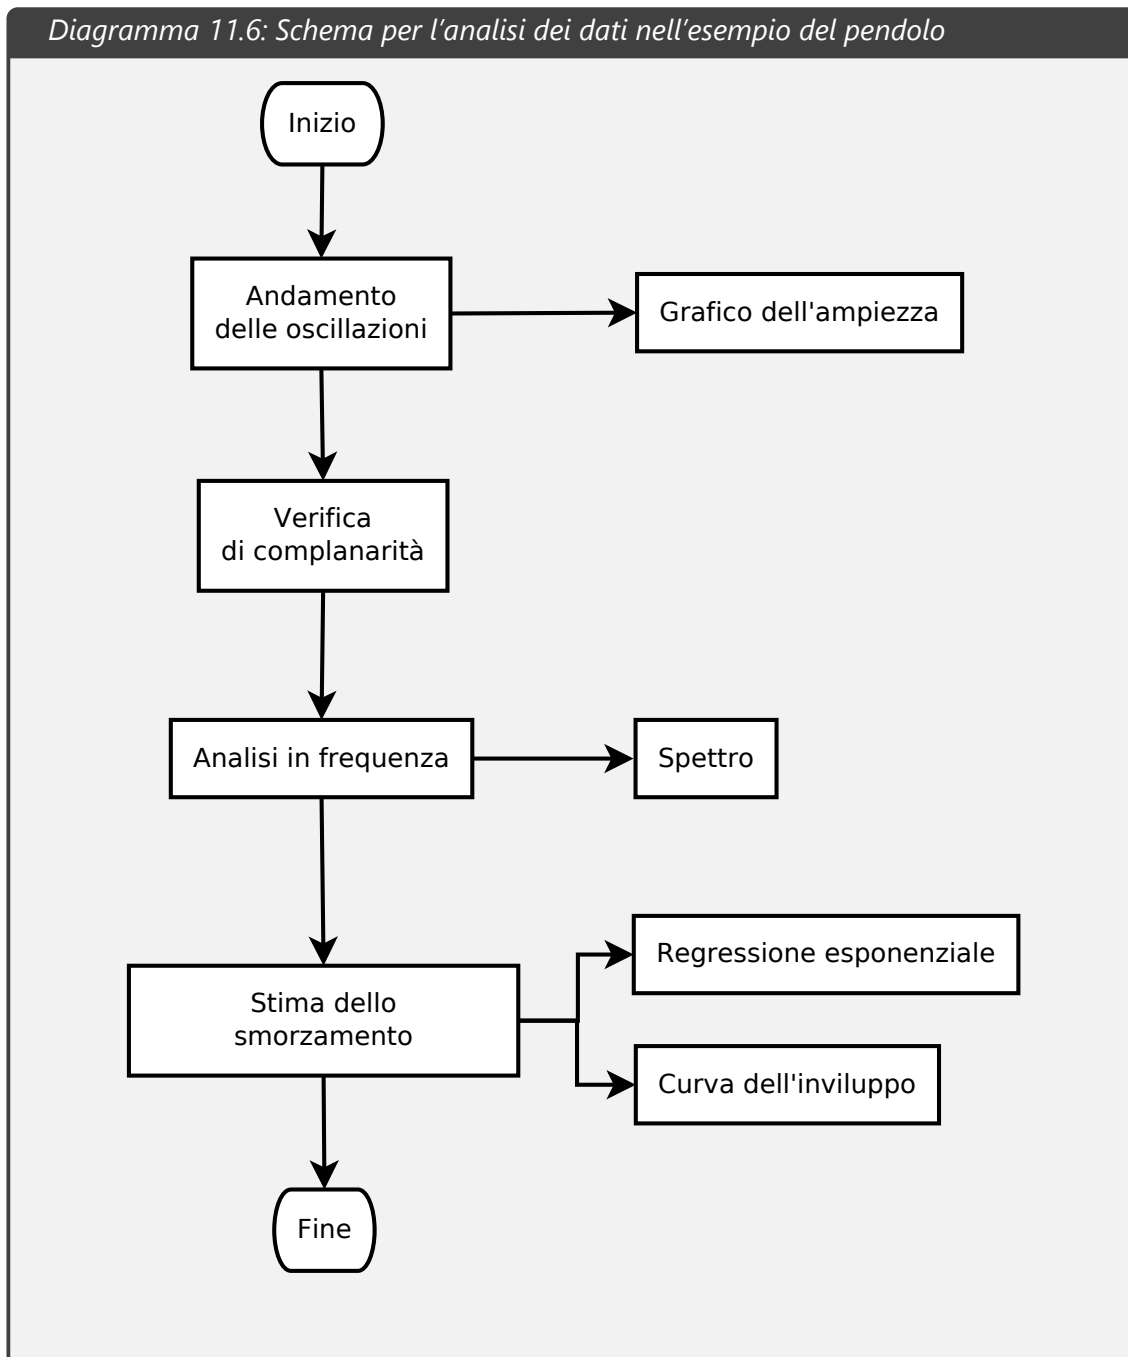 Diagramma 11.6: Schema per l'analisi dei dati nell'esempio del pendolo
Inizio
Andamento
delle oscillazioni
Grafico dell'ampiezza
Verifica
di complanarità
Analisi in frequenza
Spettro
Stima dello
smorzamento
Regressione esponenziale
Curva dell'inviluppo
Fine